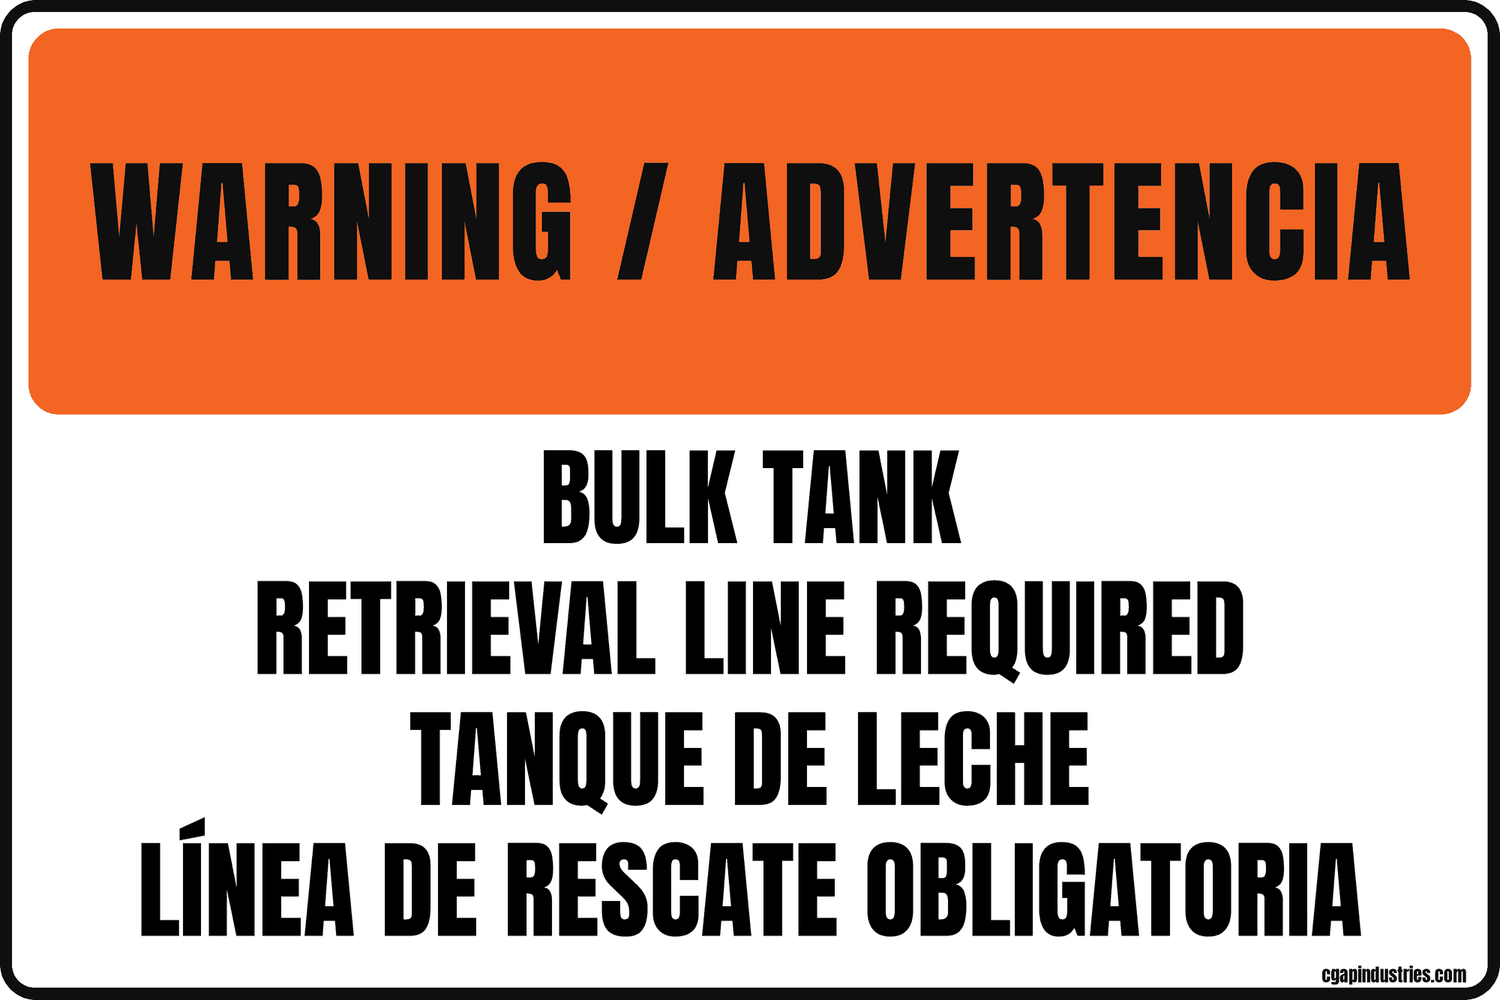 WARNING / ADVERTENCIA
BULK TANK
RETRIEVAL LINE REQUIRED
TANQUE DE LECHE
LÍNEA DE RESCATE OBLIGATORIA
cgapindustries.com